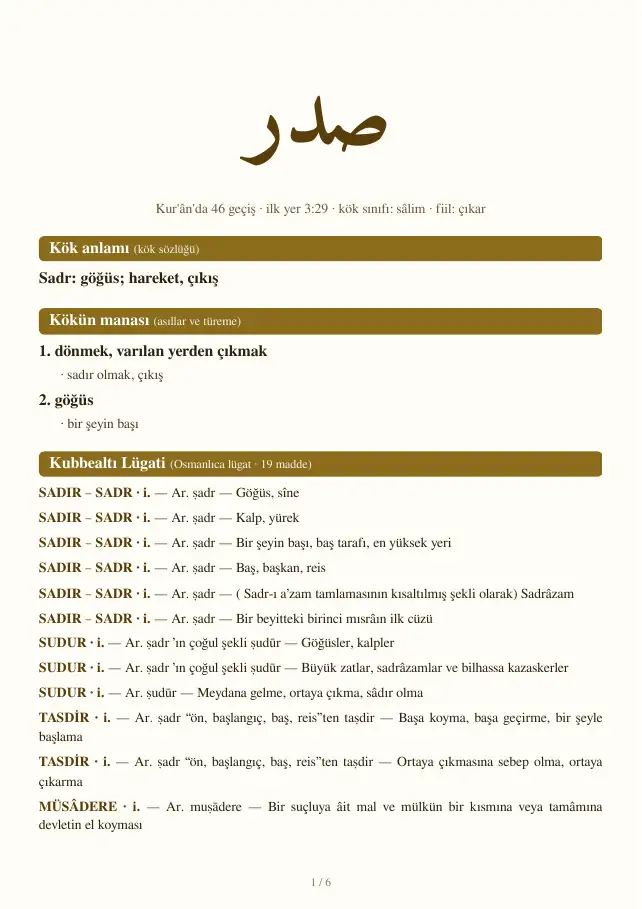 صدر
Kur'ân'da 46 geçiş · ilk yer 3:29 · kök sınıfı: sâlim · fiil: çıkar
Kök anlamı (kök sözlüğü)
Sadr: göğüs; hareket, çıkış
Kökün manası (asıllar ve türeme)
1. dönmek, varılan yerden çıkmak
· sadır olmak, çıkış
2. göğüs
· bir şeyin başı
Kubbealtı Lügati (Osmanlıca lügat · 19 madde)
SADIR – SADR · i. — Ar. ṣadr — Göğüs, sîne
SADIR – SADR · i. — Ar. ṣadr — Kalp, yürek
SADIR – SADR · i. — Ar. ṣadr — Bir şeyin başı, baş tarafı, en yüksek yeri
SADIR – SADR · i. — Ar. ṣadr — Baş, başkan, reis
SADIR – SADR · i. — Ar. ṣadr — ( Sadr-ı a’zam tamlamasının kısaltılmış şekli olarak) Sadrâzam
SADIR – SADR · i. — Ar. ṣadr — Bir beyitteki birinci mısrâın ilk cüzü
SUDUR · i. — Ar. ṣadr ’ın çoğul şekli ṣudūr — Göğüsler, kalpler
SUDUR · i. — Ar. ṣadr ’ın çoğul şekli ṣudūr — Büyük zatlar, sadrâzamlar ve bilhassa kazaskerler
SUDUR · i. — Ar. ṣudūr — Meydana gelme, ortaya çıkma, sâdır olma
TASDİR · i. — Ar. ṣadr “ön, başlangıç, baş, reis”ten taṣdіr — Başa koyma, başa geçirme, bir şeyle
başlama
TASDİR · i. — Ar. ṣadr “ön, başlangıç, baş, reis”ten taṣdіr — Ortaya çıkmasına sebep olma, ortaya
çıkarma
MÜSÂDERE · i. — Ar. muṣādere — Bir suçluya âit mal ve mülkün bir kısmına veya tamâmına
devletin el koyması
1 / 6